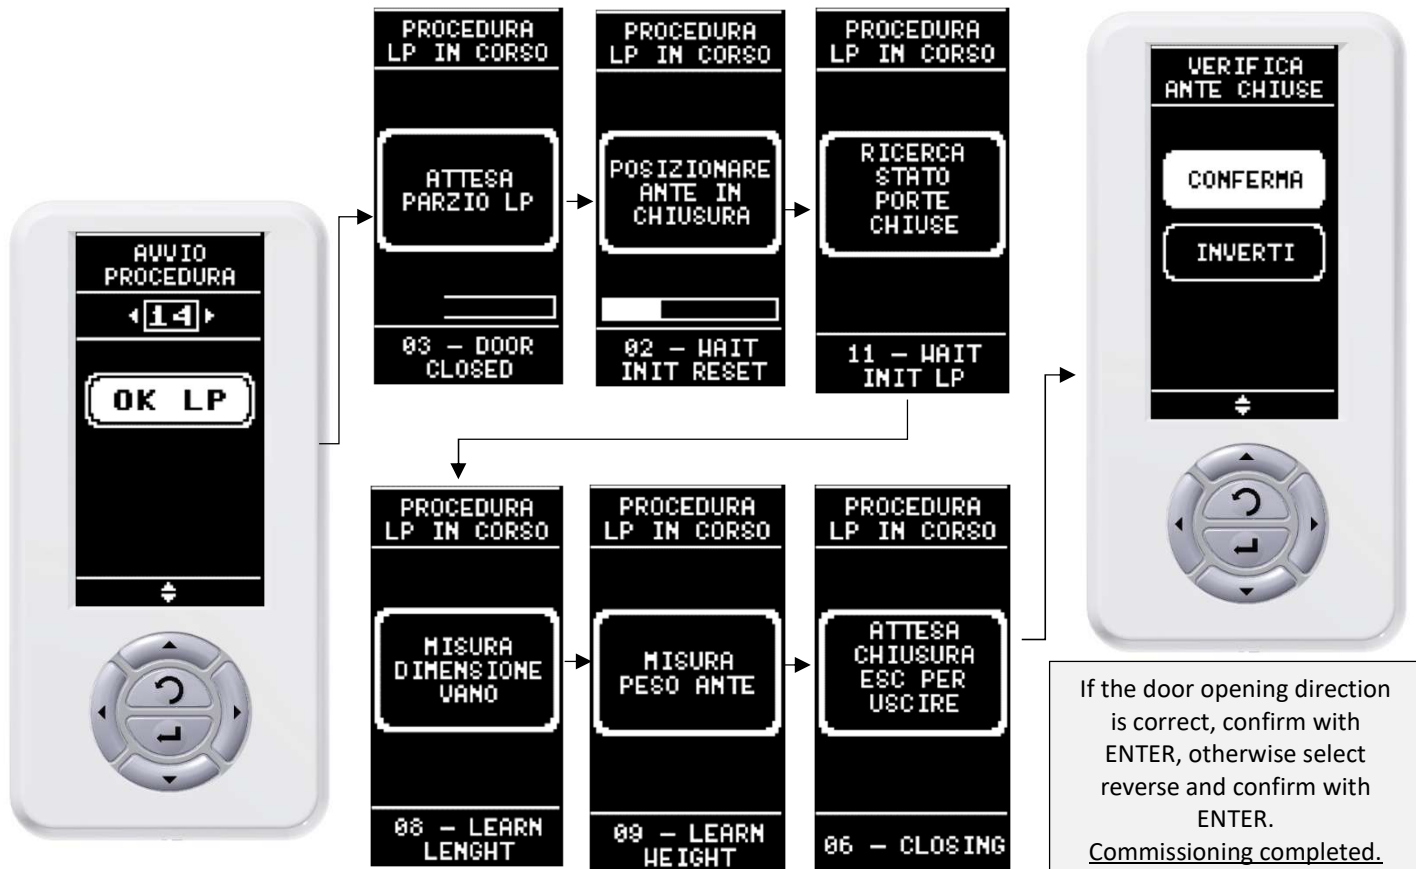 AVVIO
PROCEDURA
14
OK LP
PROCEDURA
LP IN CORSO
ATTESA
PARZIO LP
03 - DOOR
CLOSED
PROCEDURA
LP IN CORSO
POSIZIONARE
ANTE IN
CHIUSURA
02 - WAIT
INIT RESET
PROCEDURA
LP IN CORSO
RICERCA
STATO
PORTE
CHIUSE
11 - WAIT
INIT LP
PROCEDURA
LP IN CORSO
MISURA
DIMENSIONE
VANO
08 - LEARN
LENGHT
PROCEDURA
LP IN CORSO
MISURA
PESO ANTE
09 - LEARN
WEIGHT
PROCEDURA
LP IN CORSO
ATTESA
CHIUSURA
ESC PER
USCIRE
06 - CLOSING
VERIFICA
ANTE CHIUSE
CONFERMA
INVERTI
If the door opening direction
is correct, confirm with
ENTER, otherwise select
reverse and confirm with
ENTER.
Commissioning completed.